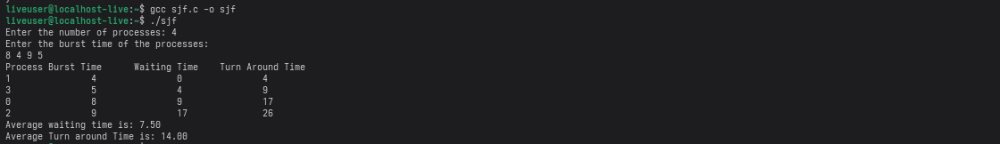 liveuser@localhost-live:~$ gcc sjf.c -o sjf
liveuser@localhost-live:~$ ./sjf
Enter the number of processes: 4
Enter the burst time of the processes:
8 4 9 5
Process Burst Time      Waiting Time    Turn Around Time
1               4               0               4
3               5               4               9
0               8               9               17
2               9               17              26
Average waiting time is: 7.50
Average Turn around Time is: 14.00